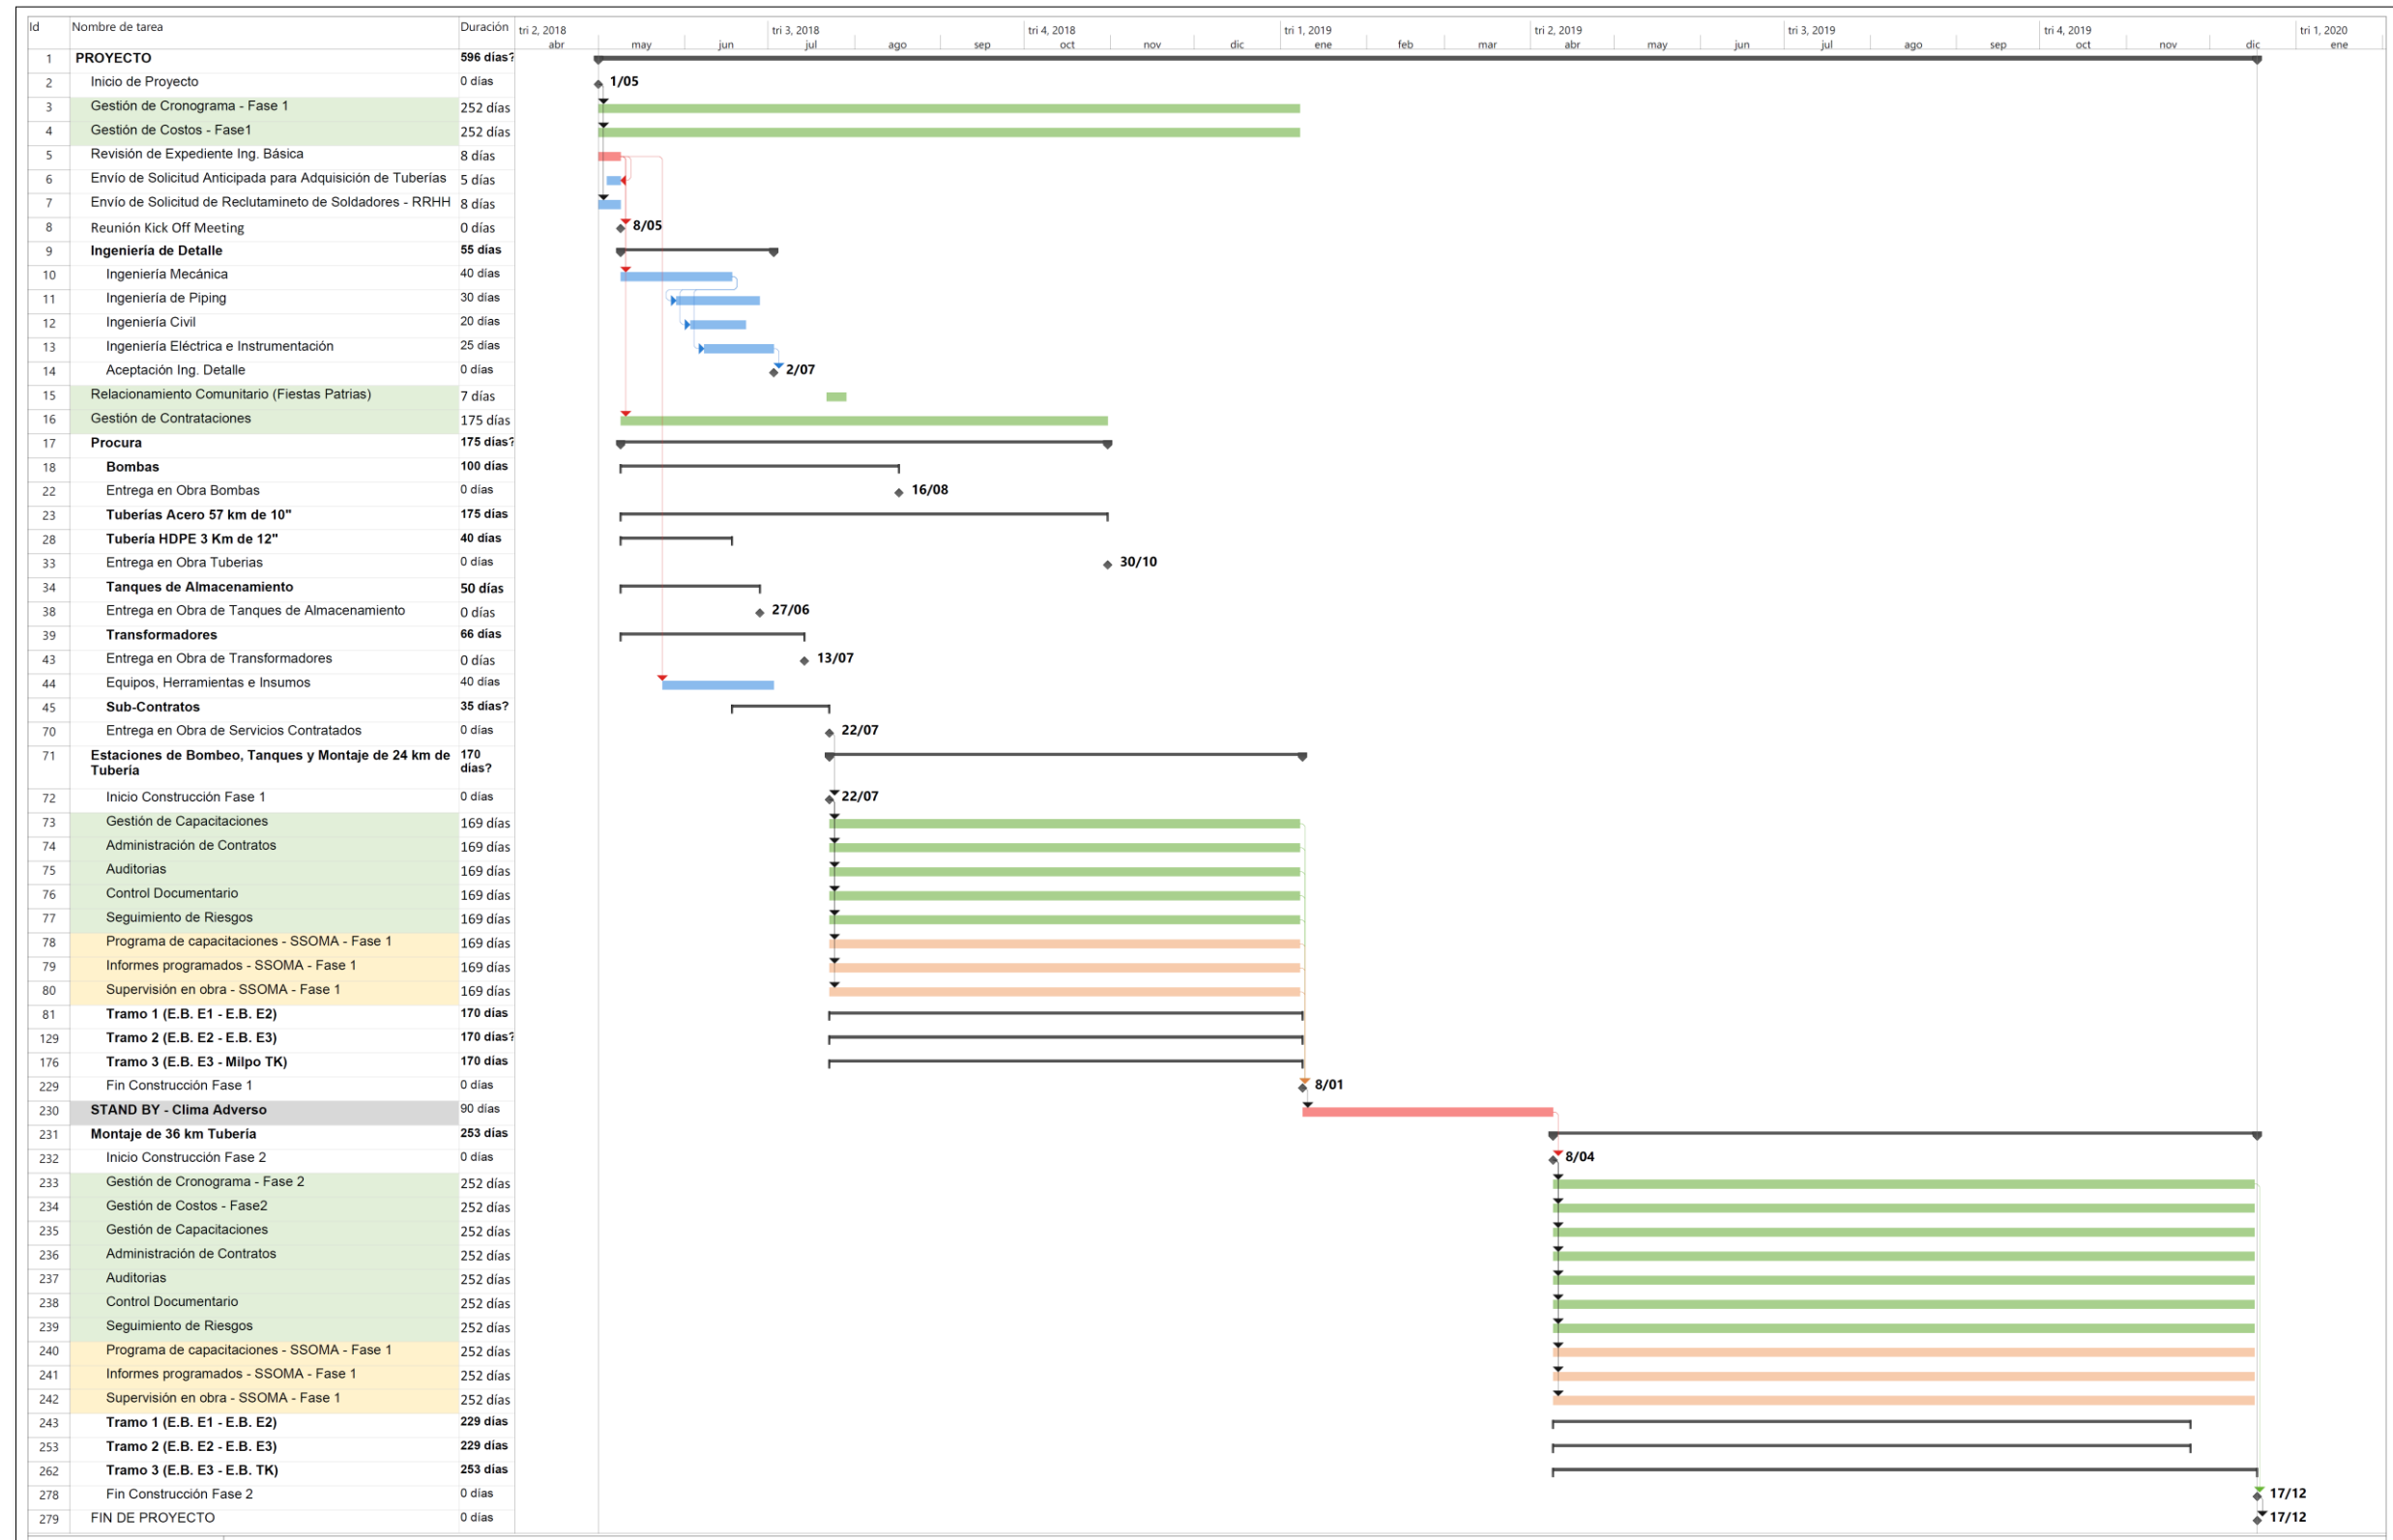 Id Nombre de tarea Duración tri 2, 2018 tri 3, 2018 tri 4, 2018 tri 1, 2019 tri 2, 2019 tri 3, 2019 tri 4, 2019 tri 1, 2020
abr may jun jul ago sep oct nov dic ene feb mar abr may jun jul ago sep oct nov dic ene
1 PROYECTO 596 días?
2 Inicio de Proyecto 0 días 1/05
3 Gestión de Cronograma - Fase 1 252 días
4 Gestión de Costos - Fase1 252 días
5 Revisión de Expediente Ing. Básica 8 días
6 Envío de Solicitud Anticipada para Adquisición de Tuberías 5 días
7 Envío de Solicitud de Reclutamineto de Soldadores - RRHH 8 días
8 Reunión Kick Off Meeting 0 días 8/05
9 Ingeniería de Detalle 55 días
10 Ingeniería Mecánica 40 días
11 Ingeniería de Piping 30 días
12 Ingeniería Civil 20 días
13 Ingeniería Eléctrica e Instrumentación 25 días
14 Aceptación Ing. Detalle 0 días 2/07
15 Relacionamiento Comunitario (Fiestas Patrias) 7 días
16 Gestión de Contrataciones 175 días
17 Procura 175 días?
18 Bombas 100 días
22 Entrega en Obra Bombas 0 días 16/08
23 Tuberías Acero 57 km de 10" 175 días
28 Tubería HDPE 3 Km de 12" 40 días
33 Entrega en Obra Tuberias 0 días 30/10
34 Tanques de Almacenamiento 50 días
38 Entrega en Obra de Tanques de Almacenamiento 0 días 27/06
39 Transformadores 66 días
43 Entrega en Obra de Transformadores 0 días 13/07
44 Equipos, Herramientas e Insumos 40 días
45 Sub-Contratos 35 días?
70 Entrega en Obra de Servicios Contratados 0 días 22/07
71 Estaciones de Bombeo, Tanques y Montaje de 24 km de 170
Tubería días?
72 Inicio Construcción Fase 1 0 días 22/07
73 Gestión de Capacitaciones 169 días
74 Administración de Contratos 169 días
75 Auditorias 169 días
76 Control Documentario 169 días
77 Seguimiento de Riesgos 169 días
78 Programa de capacitaciones - SSOMA - Fase 1 169 días
79 Informes programados - SSOMA - Fase 1 169 días
80 Supervisión en obra - SSOMA - Fase 1 169 días
81 Tramo 1 (E.B. E1 - E.B. E2) 170 días
129 Tramo 2 (E.B. E2 - E.B. E3) 170 días?
176 Tramo 3 (E.B. E3 - Milpo TK) 170 días
229 Fin Construcción Fase 1 0 días 8/01
230 STAND BY - Clima Adverso 90 días
231 Montaje de 36 km Tubería 253 días
232 Inicio Construcción Fase 2 0 días 8/04
233 Gestión de Cronograma - Fase 2 252 días
234 Gestión de Costos - Fase2 252 días
235 Gestión de Capacitaciones 252 días
236 Administración de Contratos 252 días
237 Auditorias 252 días
238 Control Documentario 252 días
239 Seguimiento de Riesgos 252 días
240 Programa de capacitaciones - SSOMA - Fase 1 252 días
241 Informes programados - SSOMA - Fase 1 252 días
242 Supervisión en obra - SSOMA - Fase 1 252 días
243 Tramo 1 (E.B. E1 - E.B. E2) 229 días
253 Tramo 2 (E.B. E2 - E.B. E3) 229 días
262 Tramo 3 (E.B. E3 - E.B. TK) 253 días
278 Fin Construcción Fase 2 0 días 17/12
279 FIN DE PROYECTO 0 días 17/12